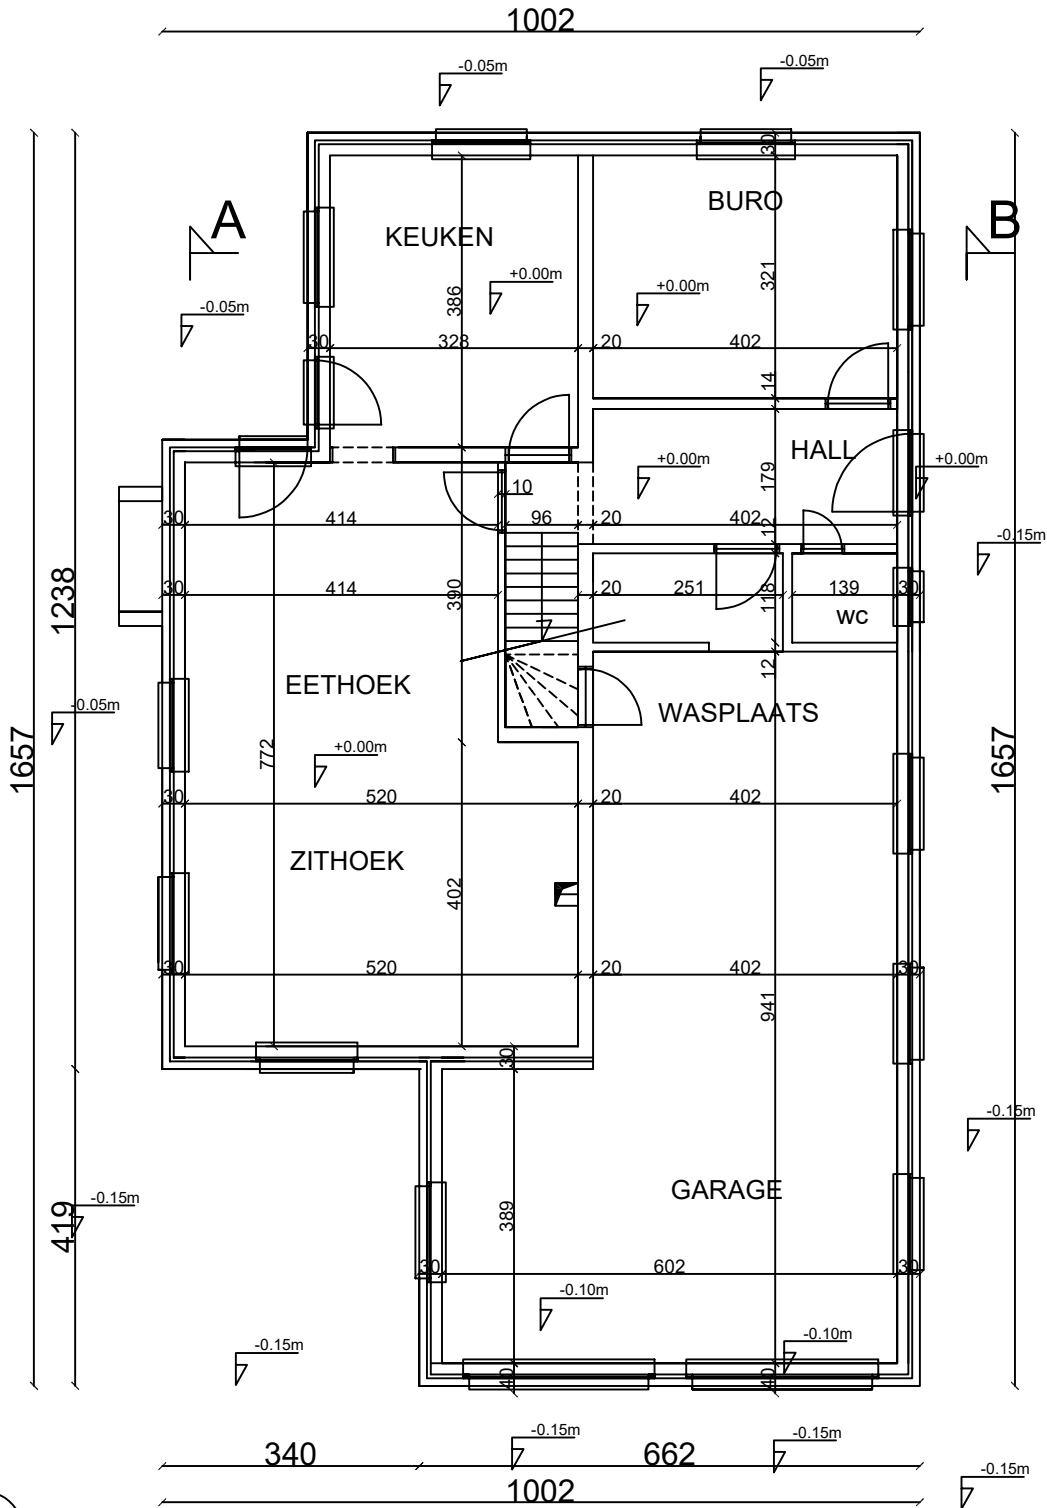 1002
-0.05m
-0.05m
30
A
B
BURO
KEUKEN
321
+0.00m
+0.00m
386
-0.05m
30
328
20
402
14
HALL
+0.00m
+0.00m
179
10
30
414
96
20
402
12
-0.15m
1238
30
414
390
20
251
118
139
30
wc
12
EETHOEK
WASPLAATS
-0.05m
+0.00m
772
1657
1657
30
520
20
402
ZITHOEK
402
30
520
20
402
30
941
30
-0.15m
GARAGE
-0.15m
419
389
30
602
30
-0.10m
-0.10m
-0.15m
40
40
-0.15m
-0.15m
340
662
-0.15m
1002